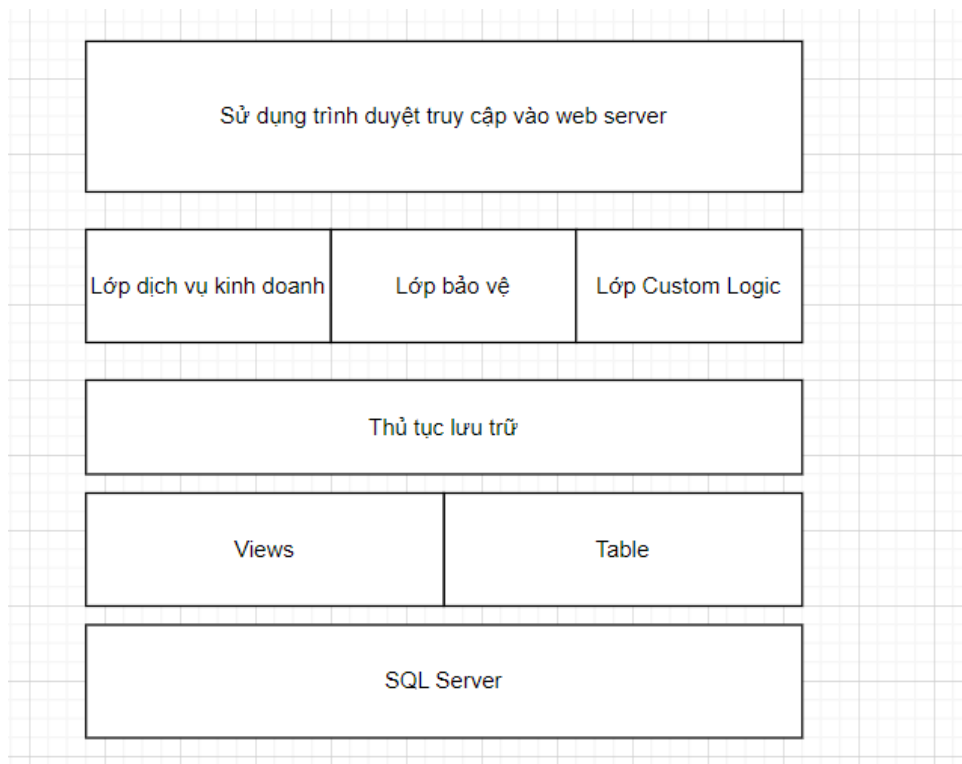 Sử dụng trình duyệt truy cập vào web server
Lớp dịch vụ kinh doanh
Lớp bảo vệ
Lớp Custom Logic
Thủ tục lưu trữ
Views
Table
SQL Server